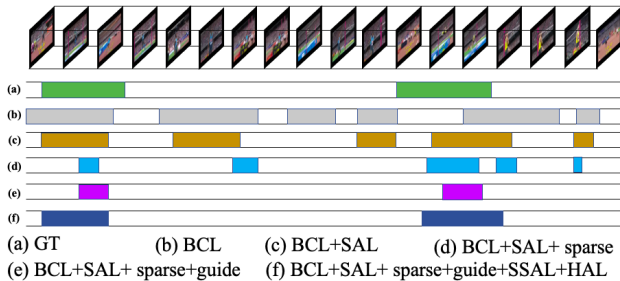 (a)
(b)
(c)
(d)
(e)
(f)
(a) GT (b) BCL (c) BCL+SAL (d) BCL+SAL+ sparse
(e) BCL+SAL+ sparse+guide (f) BCL+SAL+ sparse+guide+SSAL+HAL